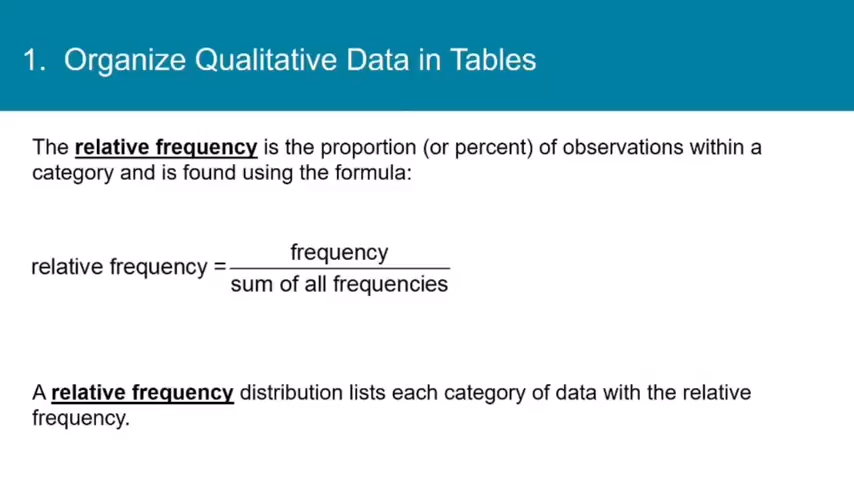 1. Organize Qualitative Data in Tables
The relative frequency is the proportion (or percent) of observations within a
category and is found using the formula:
frequency
relative frequency =
sum of all frequencies
A relative frequency distribution lists each category of data with the relative
frequency.